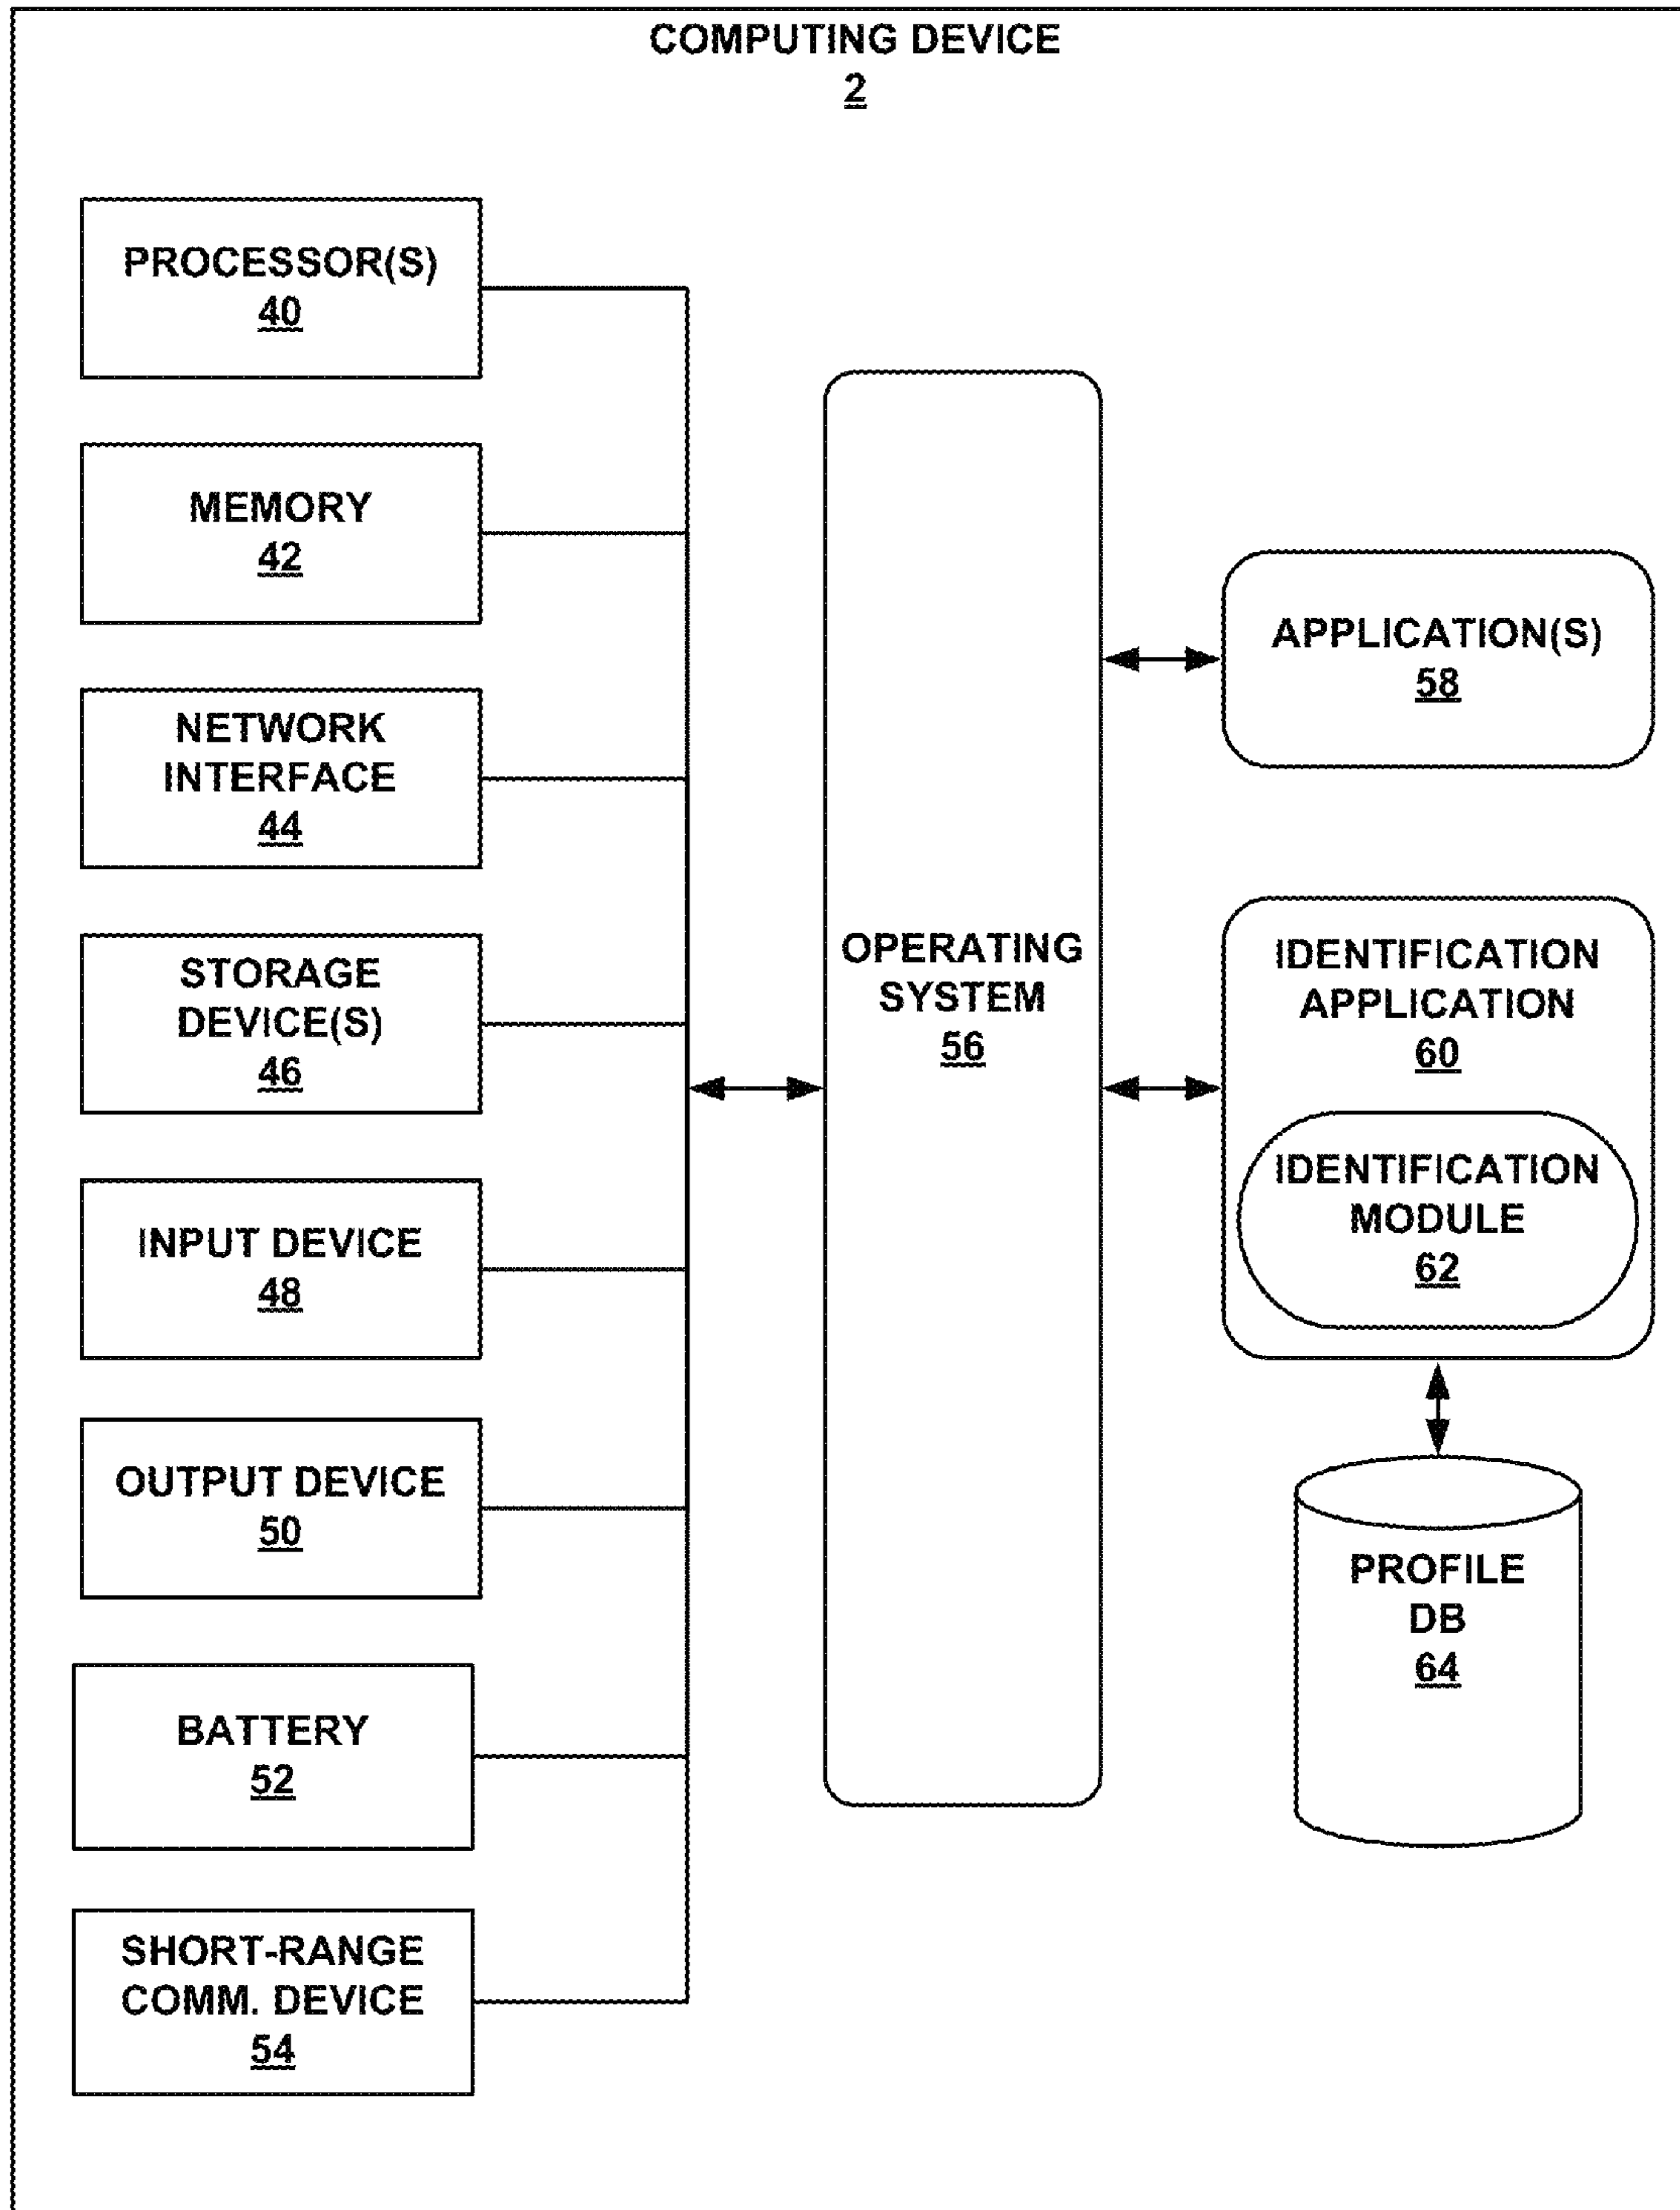 COMPUTING DEVICE
2
PROCESSOR(S)
40
MEMORY
42
NETWORK
INTERFACE
44
STORAGE
DEVICE(S)
46
INPUT DEVICE
48
OUTPUT DEVICE
50
BATTERY
52
SHORT-RANGE
COMM. DEVICE
54
OPERATING
SYSTEM
56
APPLICATION(S)
58
IDENTIFICATION
APPLICATION
60
IDENTIFICATION
MODULE
62
PROFILE
DB
64